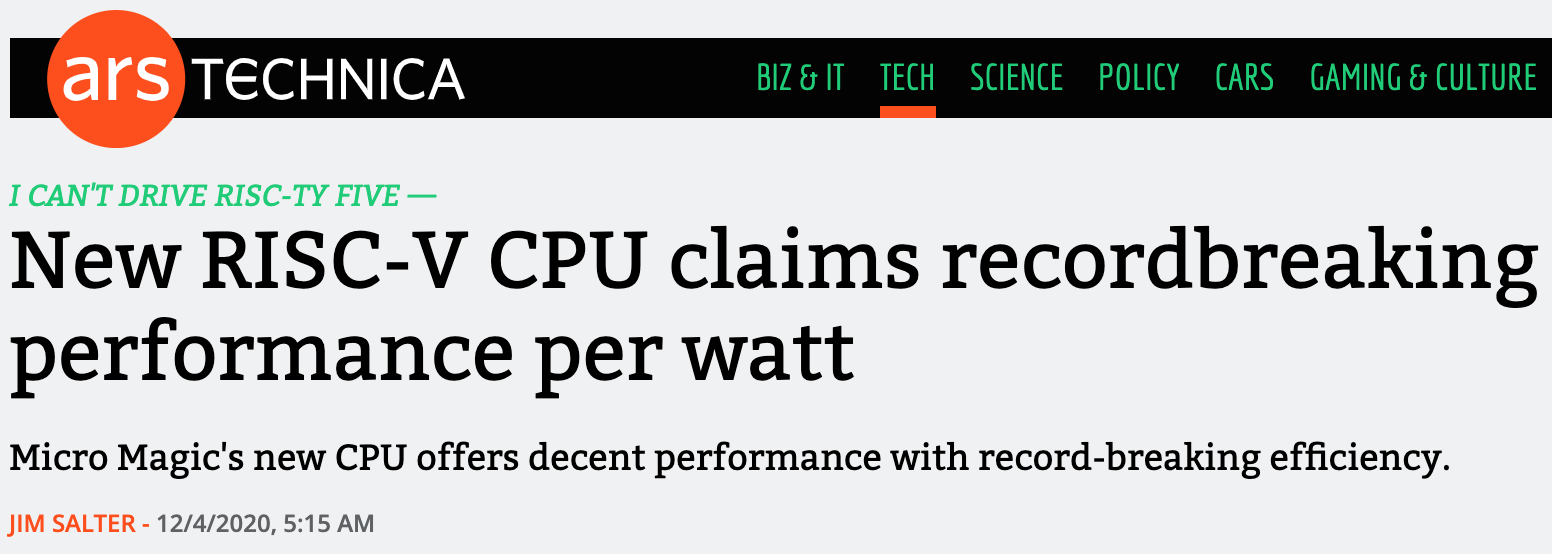 ars TECHNICA
BIZ & IT TECH SCIENCE POLICY CARS GAMING & CULTURE
I CAN'T DRIVE RISC-TY FIVE —
New RISC-V CPU claims recordbreaking
performance per watt
Micro Magic's new CPU offers decent performance with record-breaking efficiency.
JIM SALTER - 12/4/2020, 5:15 AM